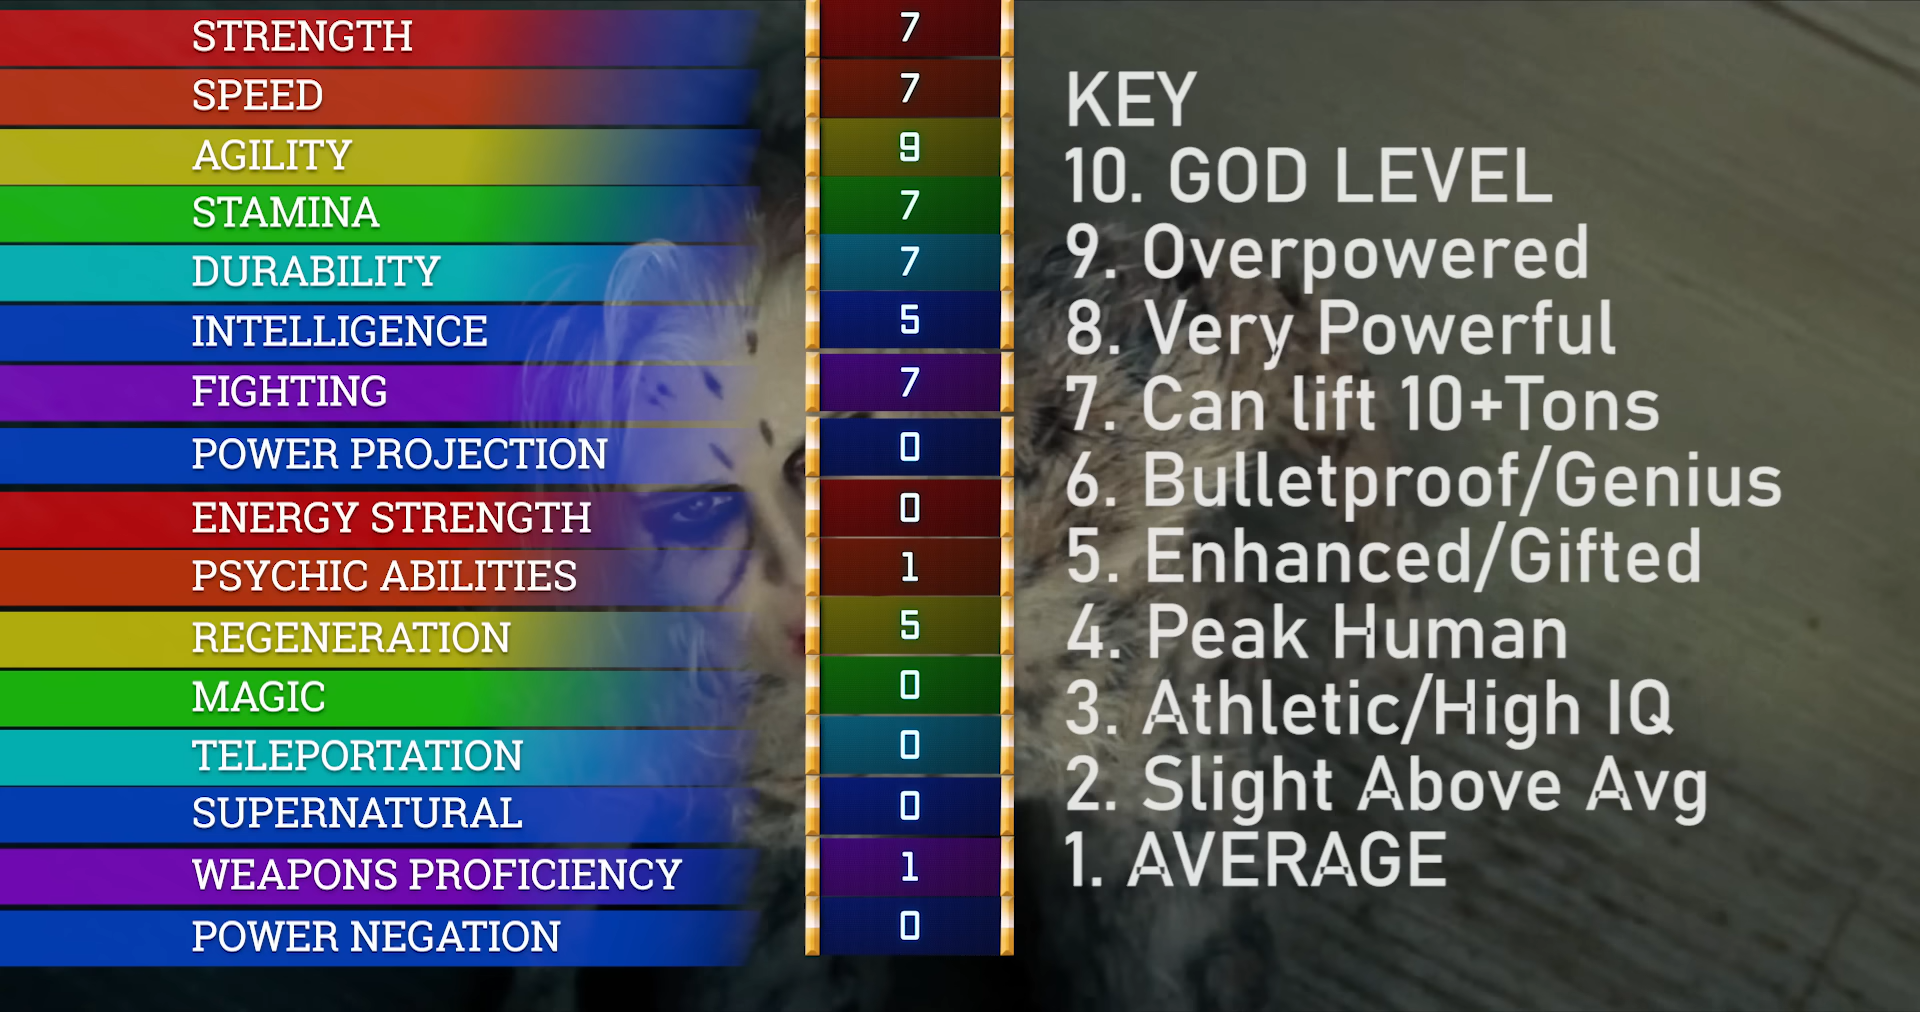 STRENGTH 7
SPEED 7
AGILITY 9
STAMINA 7
DURABILITY 7
INTELLIGENCE 5
FIGHTING 7
POWER PROJECTION 0
ENERGY STRENGTH 0
PSYCHIC ABILITIES 1
REGENERATION 5
MAGIC 0
TELEPORTATION 0
SUPERNATURAL 0
WEAPONS PROFICIENCY 1
POWER NEGATION 0
KEY
10. GOD LEVEL
9. Overpowered
8. Very Powerful
7. Can lift 10+Tons
6. Bulletproof/Genius
5. Enhanced/Gifted
4. Peak Human
3. Athletic/High IQ
2. Slight Above Avg
1. AVERAGE